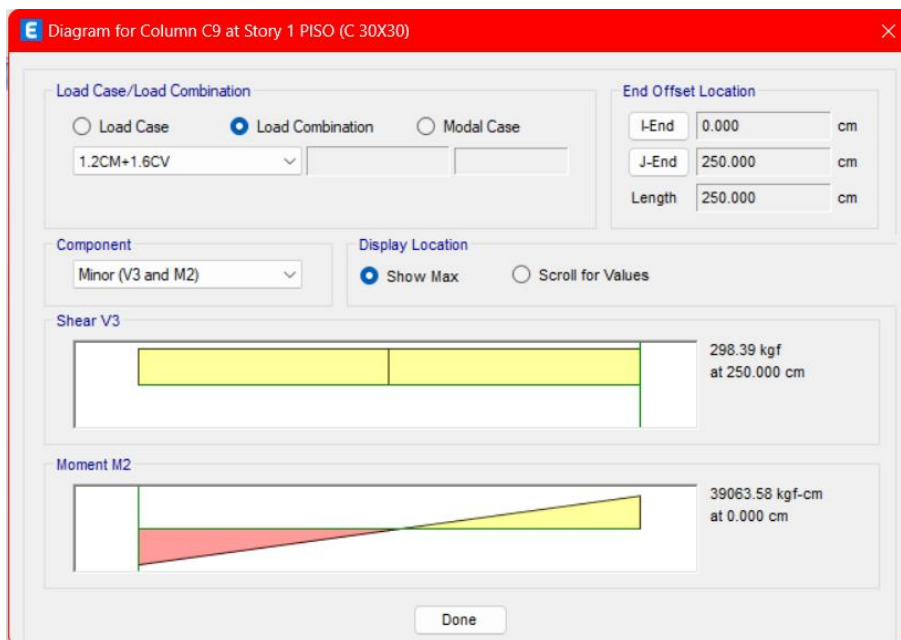 E Diagram for Column C9 at Story 1 PISO (C 30X30)
Load Case/Load Combination
Load Case Load Combination Modal Case
1.2CM+1.6CV
End Offset Location
I-End 0.000 cm
J-End 250.000 cm
Length 250.000 cm
Component
Minor (V3 and M2)
Display Location
Show Max Scroll for Values
Shear V3
298.39 kgf
at 250.000 cm
Moment M2
39063.58 kgf-cm
at 0.000 cm
Done